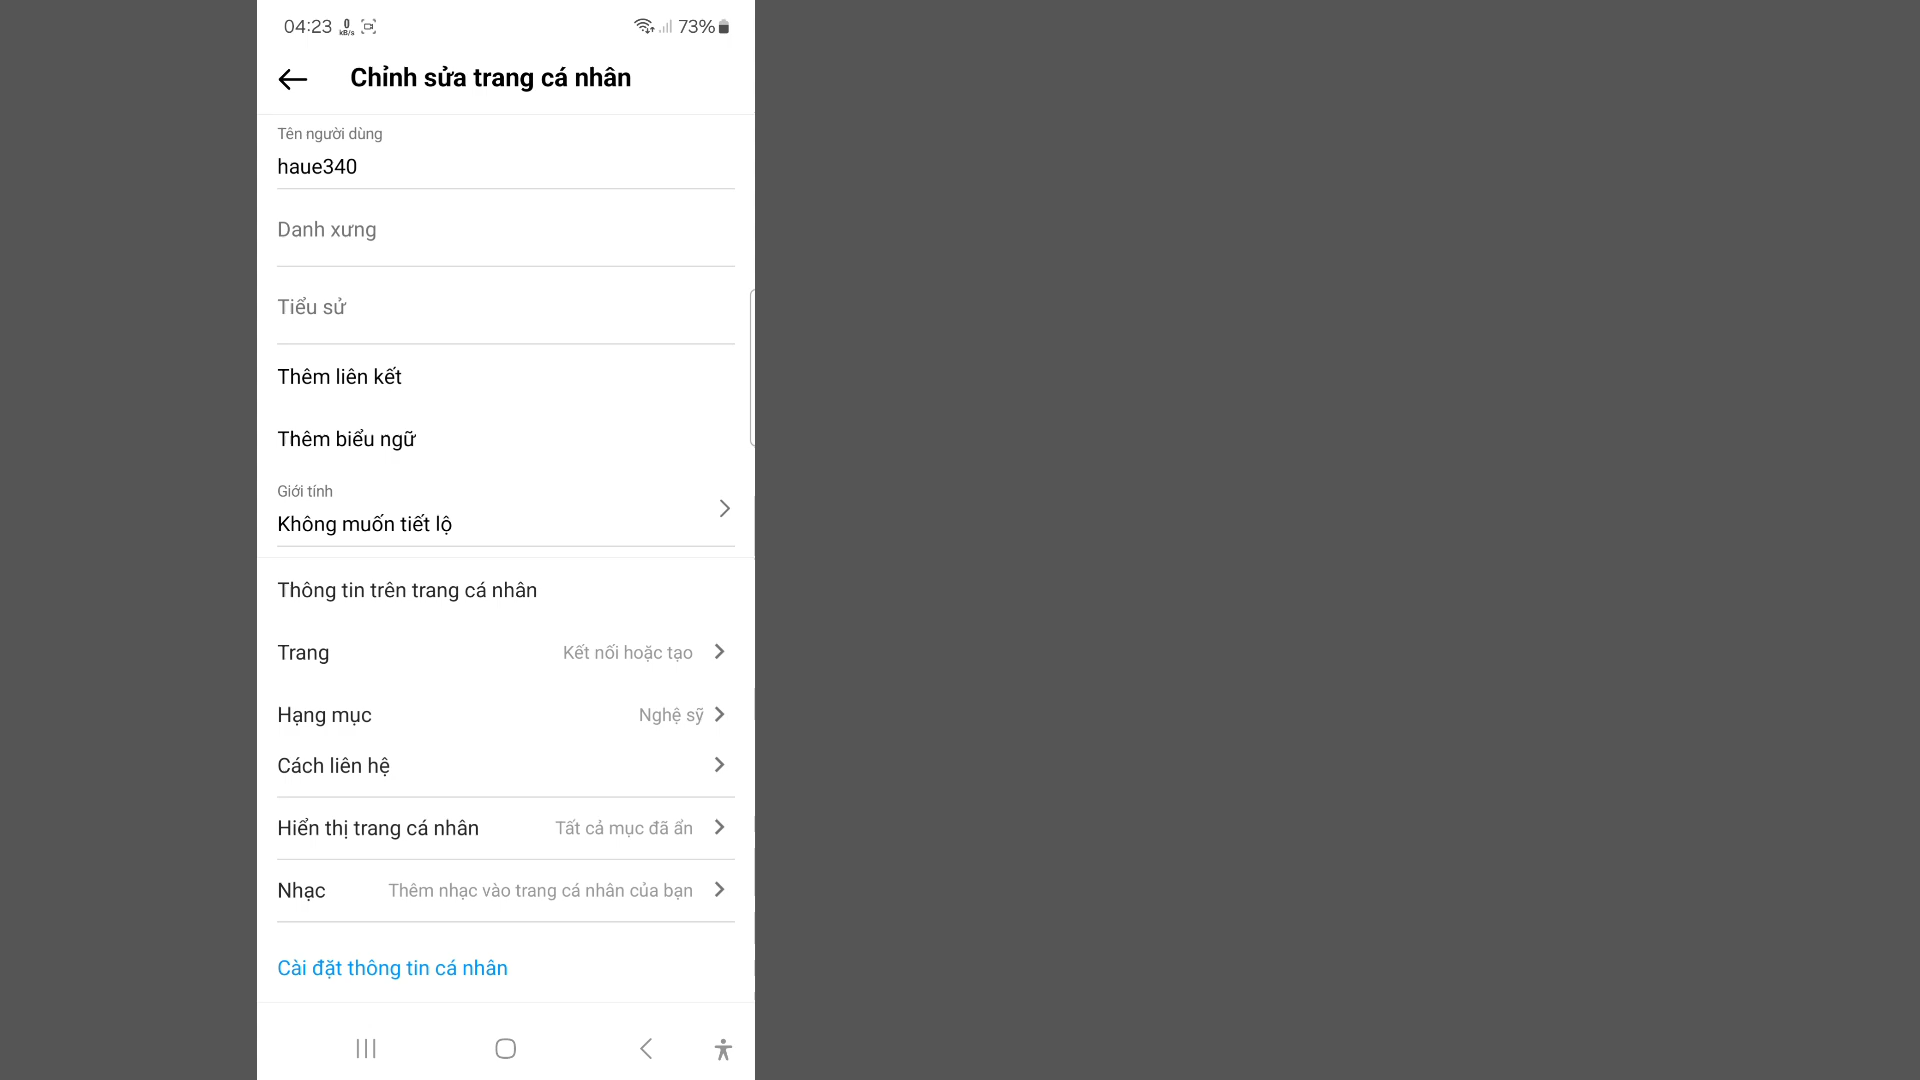 04:23 0 kB/s 73%
Chỉnh sửa trang cá nhân
Tên người dùng
haue340
Danh xưng
Tiểu sử
Thêm liên kết
Thêm biểu ngữ
Giới tính
Không muốn tiết lộ
Thông tin trên trang cá nhân
Trang Kết nối hoặc tạo
Hạng mục Nghệ sỹ
Cách liên hệ
Hiển thị trang cá nhân Tất cả mục đã ẩn
Nhạc Thêm nhạc vào trang cá nhân của bạn
Cài đặt thông tin cá nhân